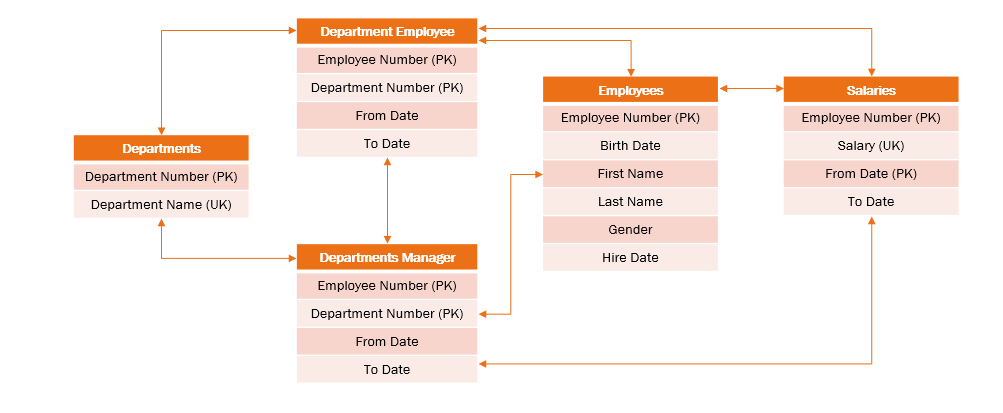 Department Employee
Employee Number (PK)
Department Number (PK)
From Date
To Date
Employees
Employee Number (PK)
Birth Date
First Name
Last Name
Gender
Hire Date
Salaries
Employee Number (PK)
Salary (UK)
From Date (PK)
To Date
Departments
Department Number (PK)
Department Name (UK)
Departments Manager
Employee Number (PK)
Department Number (PK)
From Date
To Date